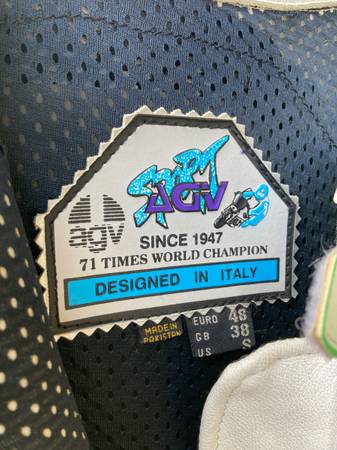 SPORT
AGV
agv
SINCE 1947
71 TIMES WORLD CHAMPION
DESIGNED IN ITALY
MADE IN
PAKISTAN
EURO 48
GB 38
US S